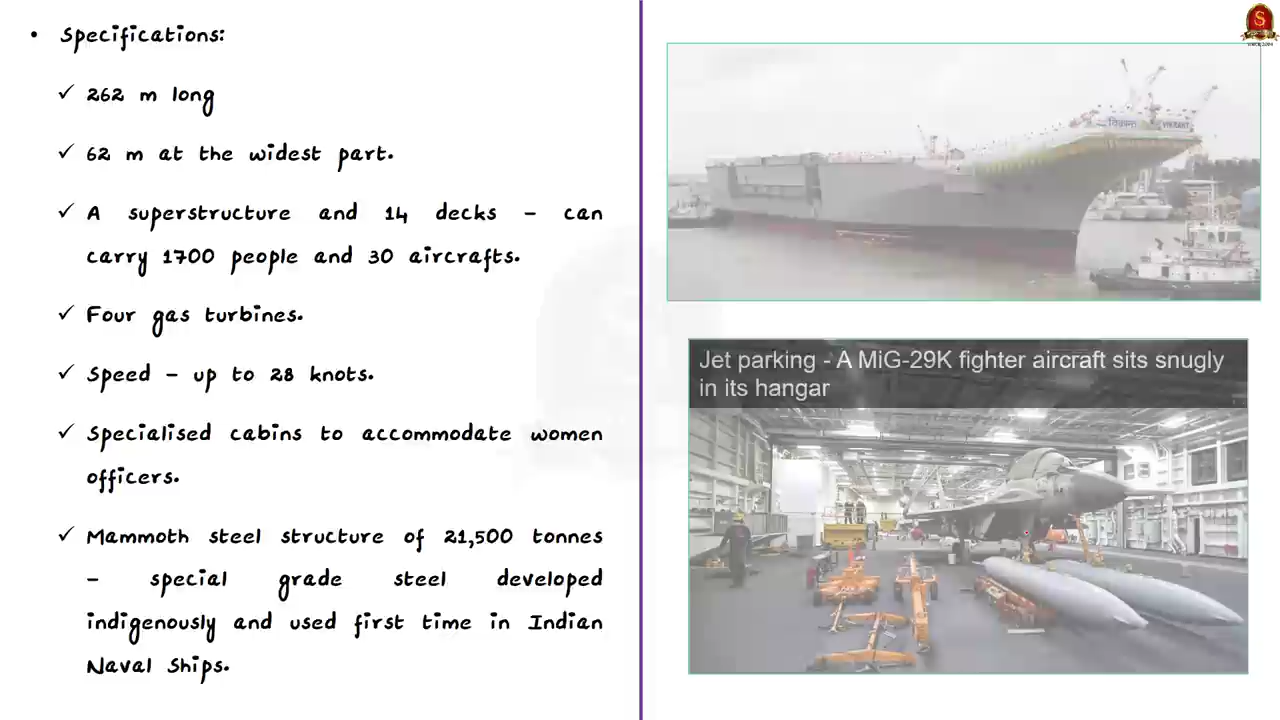 • Specifications:
✓ 262 m long
✓ 62 m at the widest part.
✓ A superstructure and 14 decks – can
carry 1700 people and 30 aircrafts.
✓ Four gas turbines.
✓ Speed – up to 28 knots.
✓ Specialised cabins to accommodate women
officers.
✓ Mammoth steel structure of 21,500 tonnes
– special grade steel developed
indigenously and used first time in Indian
Naval Ships.
S
विक्रान्त VIKRANT
Jet parking - A MiG-29K fighter aircraft sits snugly
in its hangar